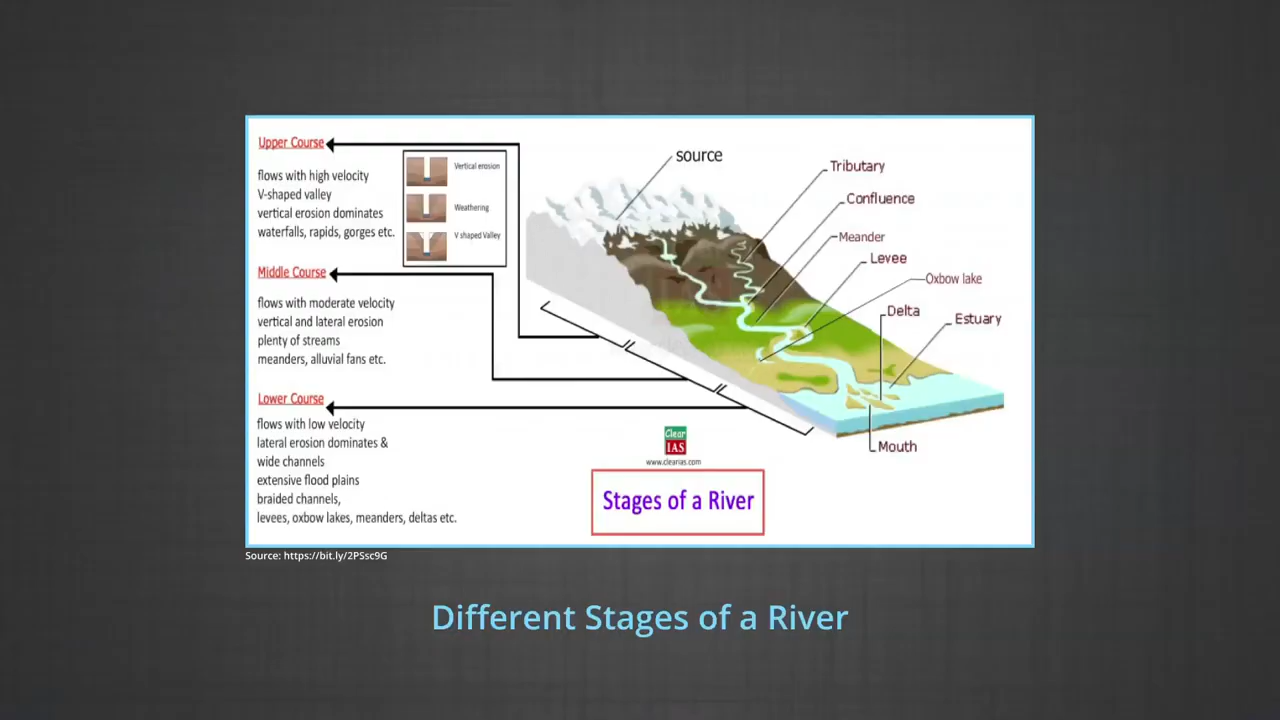 Upper Course
flows with high velocity
V-shaped valley
vertical erosion dominates
waterfalls, rapids, gorges etc.
Vertical erosion
Weathering
V shaped Valley
Middle Course
flows with moderate velocity
vertical and lateral erosion
plenty of streams
meanders, alluvial fans etc.
Lower Course
flows with low velocity
lateral erosion dominates &
wide channels
extensive flood plains
braided channels,
levees, oxbow lakes, meanders, deltas etc.
source
Tributary
Confluence
Meander
Levee
Oxbow lake
Delta
Estuary
Mouth
Clear
IAS
www.clearias.com
Stages of a River
Source: https://bit.ly/2PSsc9G
Different Stages of a River